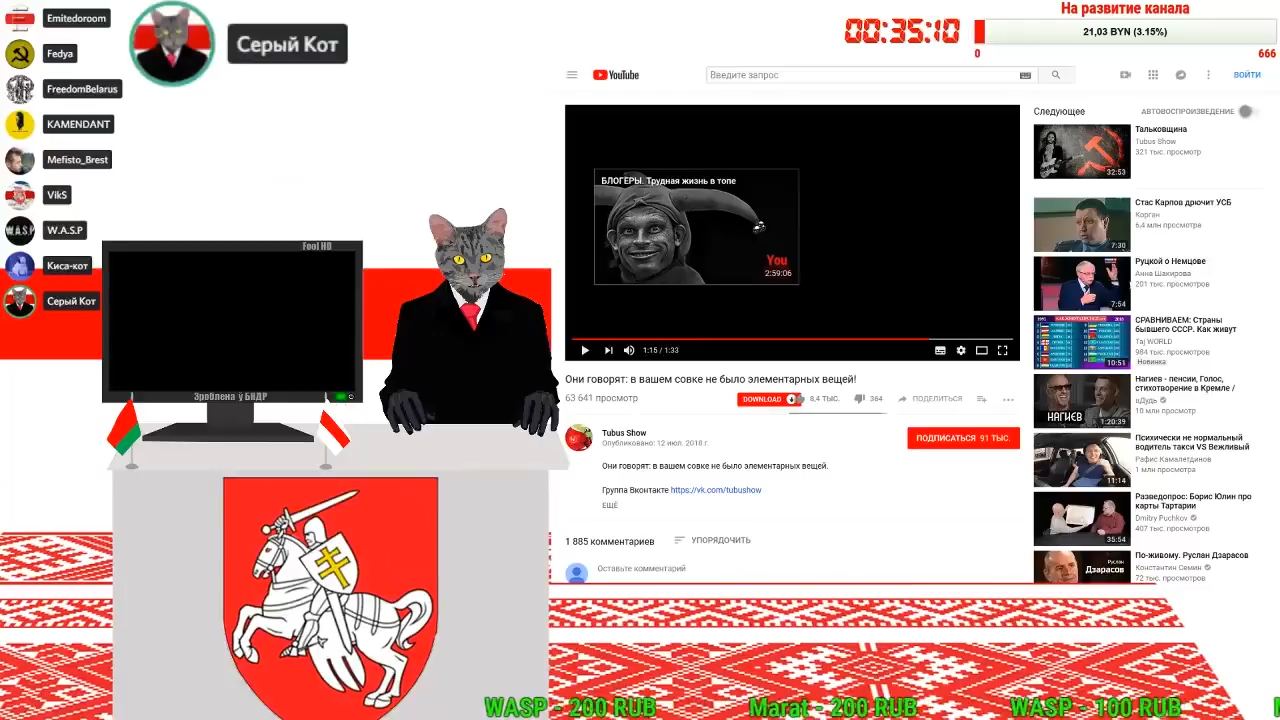 Emitedoroom
Fedya
FreedomBelarus
KAMENDANT
Mefisto_Brest
VikS
W.A.S.P
W.A.S.P
Киса-кот
Серый Кот
Серый Кот
00:35:10
На развитие канала
21,03 BYN (3.15%)
0
666
YouTube
Введите запрос
ВОЙТИ
Fool HD
Зроблена ў БНДР
БЛОГЕРЫ. Трудная жизнь в топе
You
2:59:06
1:15 / 1:33
Они говорят: в вашем совке не было элементарных вещей!
63 641 просмотр
DOWNLOAD
8,4 ТЫС.
364
ПОДЕЛИТЬСЯ
Tubus Show
Опубликовано: 12 июл. 2018 г.
ПОДПИСАТЬСЯ 91 ТЫС.
Они говорят: в вашем совке не было элементарных вещей.
Группа Вконтакте https://vk.com/tubushow
ЕЩЁ
1 885 комментариев
УПОРЯДОЧИТЬ
Оставьте комментарий
Следующее
АВТОВОСПРОИЗВЕДЕНИЕ
Тальковщина
Tubus Show
321 тыс. просмотр
32:53
Стас Карпов дрючит УСБ
Корган
6,4 млн просмотра
7:30
Руцкой о Немцове
Анна Шакирова
201 тыс. просмотров
7:54
СРАВНИВАЕМ: Страны
бывшего СССР. Как живут
Taj WORLD
984 тыс. просмотров
Новинка
10:51
Нагиев - пенсии, Голос,
стихотворение в Кремле /
вДудь
10 млн просмотров
НАГИЕВ
1:20:39
Психически не нормальный
водитель такси VS Вежливый
Рафис Камалетдинов
1 млн просмотров
11:14
Разведопрос: Борис Юлин про
карты Тартарии
Dmitry Puchkov
407 тыс. просмотров
35:54
По-живому. Руслан Дзарасов
Константин Семин
72 тыс. просмотров
Руслан
Дзарасов
WASP - 200 RUB
Marat - 200 RUB
WASP - 100 RUB